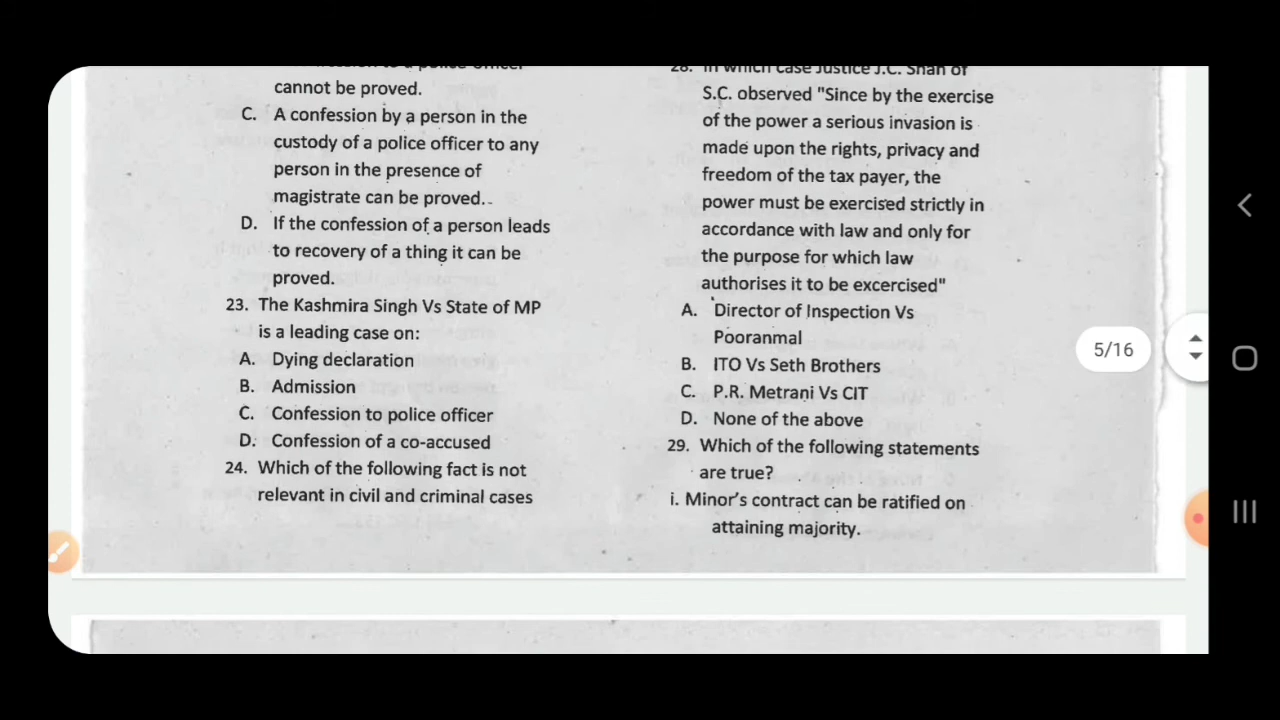 cannot be proved.
C. A confession by a person in the
custody of a police officer to any
person in the presence of
magistrate can be proved.
D. If the confession of a person leads
to recovery of a thing it can be
proved.
23. The Kashmira Singh Vs State of MP
is a leading case on:
A. Dying declaration
B. Admission
C. Confession to police officer
D. Confession of a co-accused
24. Which of the following fact is not
relevant in civil and criminal cases
28. In which case Justice J.C. Shah of
S.C. observed "Since by the exercise
of the power a serious invasion is
made upon the rights, privacy and
freedom of the tax payer, the
power must be exercised strictly in
accordance with law and only for
the purpose for which law
authorises it to be excercised"
A. Director of Inspection Vs
Pooranmal
B. ITO Vs Seth Brothers
C. P.R. Metrani Vs CIT
D. None of the above
29. Which of the following statements
are true?
i. Minor's contract can be ratified on
attaining majority.
5/16